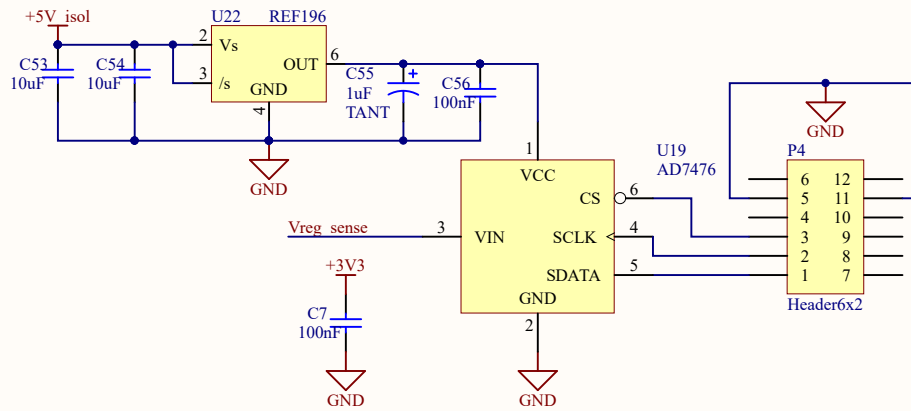 +5V_isol
U22 REF196
C53
10uF
C54
10uF
2 Vs
3 /s
OUT 6
GND
4
C55
1uF
TANT
C56
100nF
GND
GND
P4
U19
AD7476
1
VCC
CS 6
Vreg_sense 3 VIN
SCLK 4
SDATA 5
GND
2
6 12
5 11
4 10
3 9
2 8
1 7
Header6x2
+3V3
C7
100nF
GND
GND